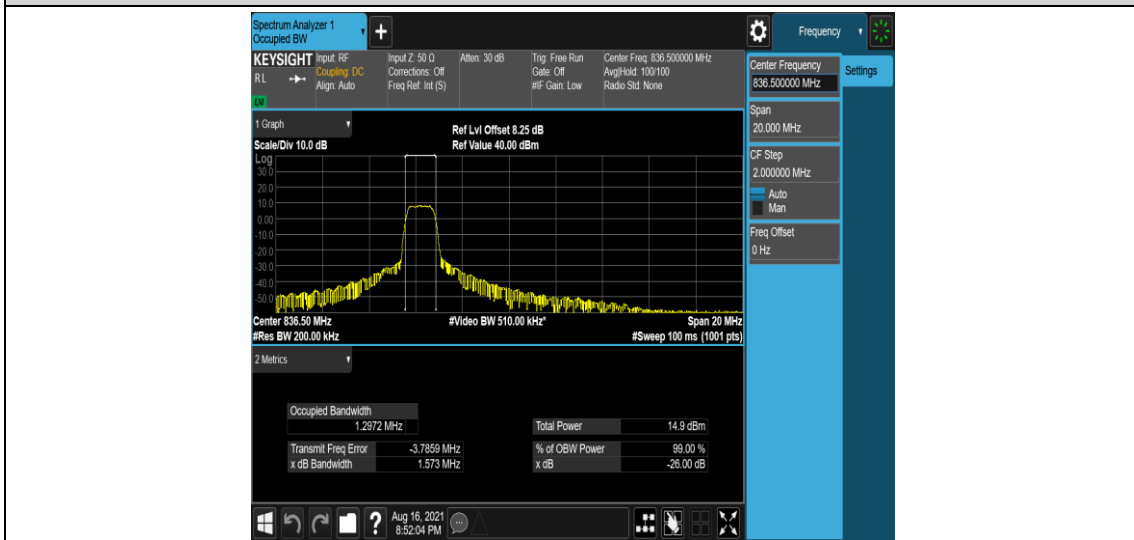 Spectrum Analyzer 1
Occupied BW
+
Frequency
KEYSIGHT
RL
Input: RF
Coupling: DC
Align: Auto
Input Z: 50 Ω
Corrections: Off
Freq Ref: Int (S)
Atten: 30 dB
Trig: Free Run
Gate: Off
#IF Gain: Low
Center Freq: 836.500000 MHz
Avg|Hold: 100/100
Radio Std: None
Center Frequency
836.500000 MHz
Settings
Span
20.000 MHz
CF Step
2.000000 MHz
Auto
Man
Freq Offset
0 Hz
1 Graph
Scale/Div 10.0 dB
Ref Lvl Offset 8.25 dB
Ref Value 40.00 dBm
Log
30.0
20.0
10.0
0.00
-10.0
-20.0
-30.0
-40.0
-50.0
Center 836.50 MHz
#Video BW 510.00 kHz*
Span 20 MHz
#Res BW 200.00 kHz
#Sweep 100 ms (1001 pts)
2 Metrics
Occupied Bandwidth
1.2972 MHz
Total Power 14.9 dBm
Transmit Freq Error -3.7859 MHz
% of OBW Power 99.00 %
x dB Bandwidth 1.573 MHz
x dB -26.00 dB
?
Aug 16, 2021
8:52:04 PM